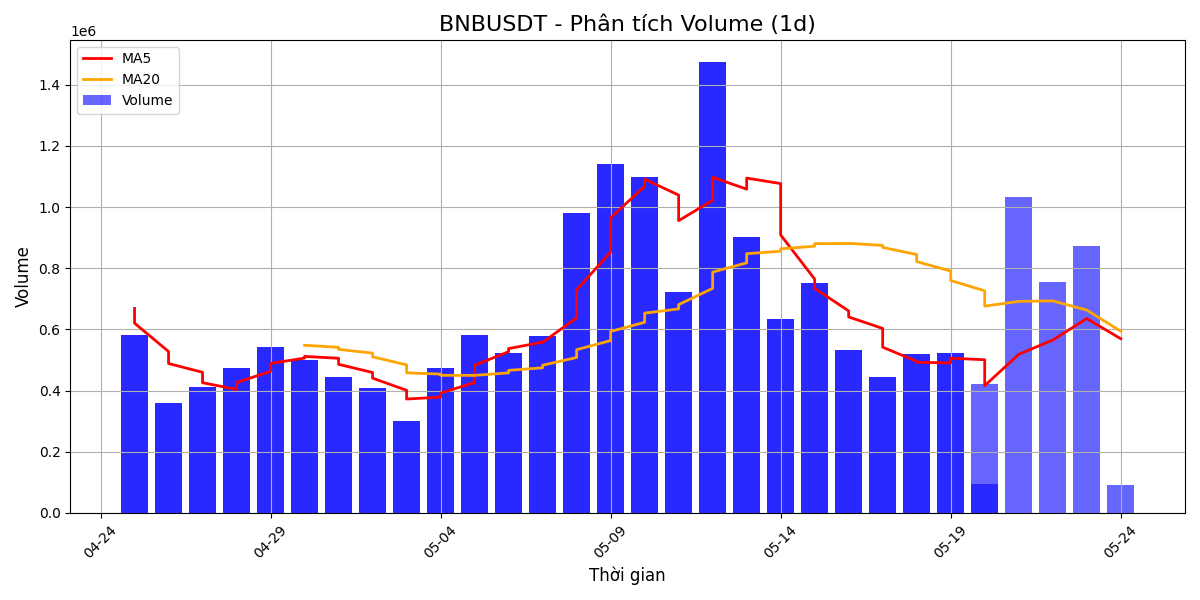 BNBUSDT - Phân tích Volume (1d)
1e6
MA5
MA20
Volume
1.4
1.2
1.0
0.8
0.6
0.4
0.2
0.0
Volume
04-24
04-29
05-04
05-09
05-14
05-19
05-24
Thời gian